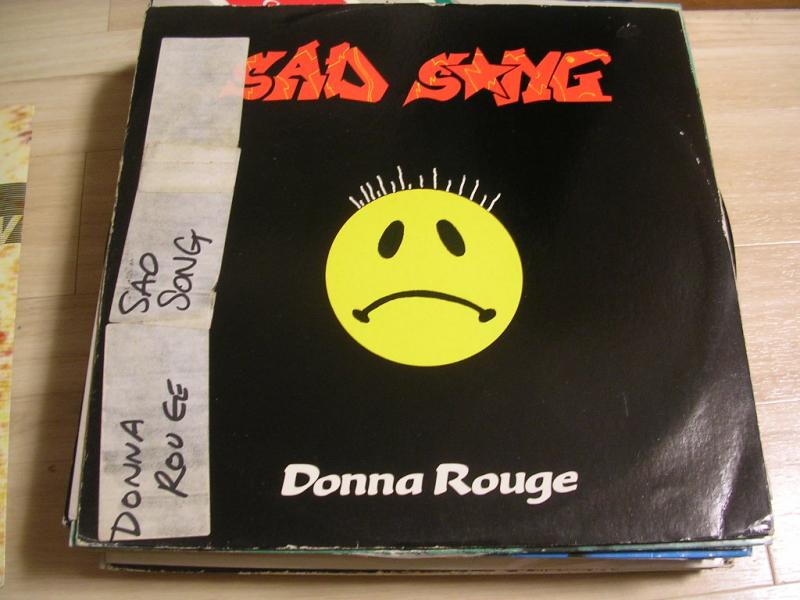 SAD SONG
SAD
SONG
DONNA
ROUGE
Donna Rouge